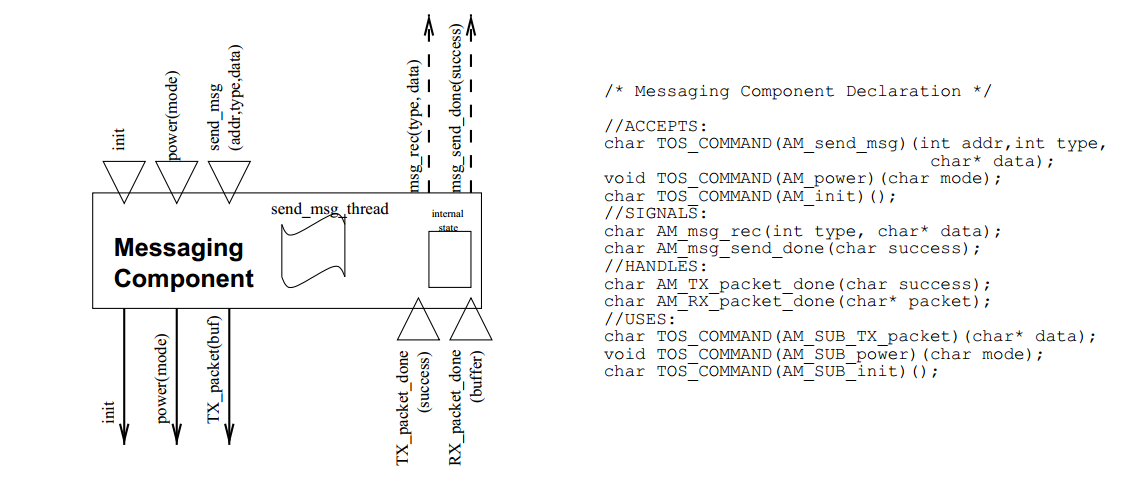 init
power(mode)
send_msg
(addr,type,data)
msg_rec(type, data)
msg_send_done(success)
send_msg_thread
internal
state
Messaging
Component
init
power(mode)
TX_packet(buf)
TX_packet_done
(success)
RX_packet_done
(buffer)
/* Messaging Component Declaration */
//ACCEPTS:
char TOS_COMMAND(AM_send_msg)(int addr,int type,
char* data);
void TOS_COMMAND(AM_power)(char mode);
char TOS_COMMAND(AM_init)();
//SIGNALS:
char AM_msg_rec(int type, char* data);
char AM_msg_send_done(char success);
//HANDLES:
char AM_TX_packet_done(char success);
char AM_RX_packet_done(char* packet);
//USES:
char TOS_COMMAND(AM_SUB_TX_packet)(char* data);
void TOS_COMMAND(AM_SUB_power)(char mode);
char TOS_COMMAND(AM_SUB_init)();